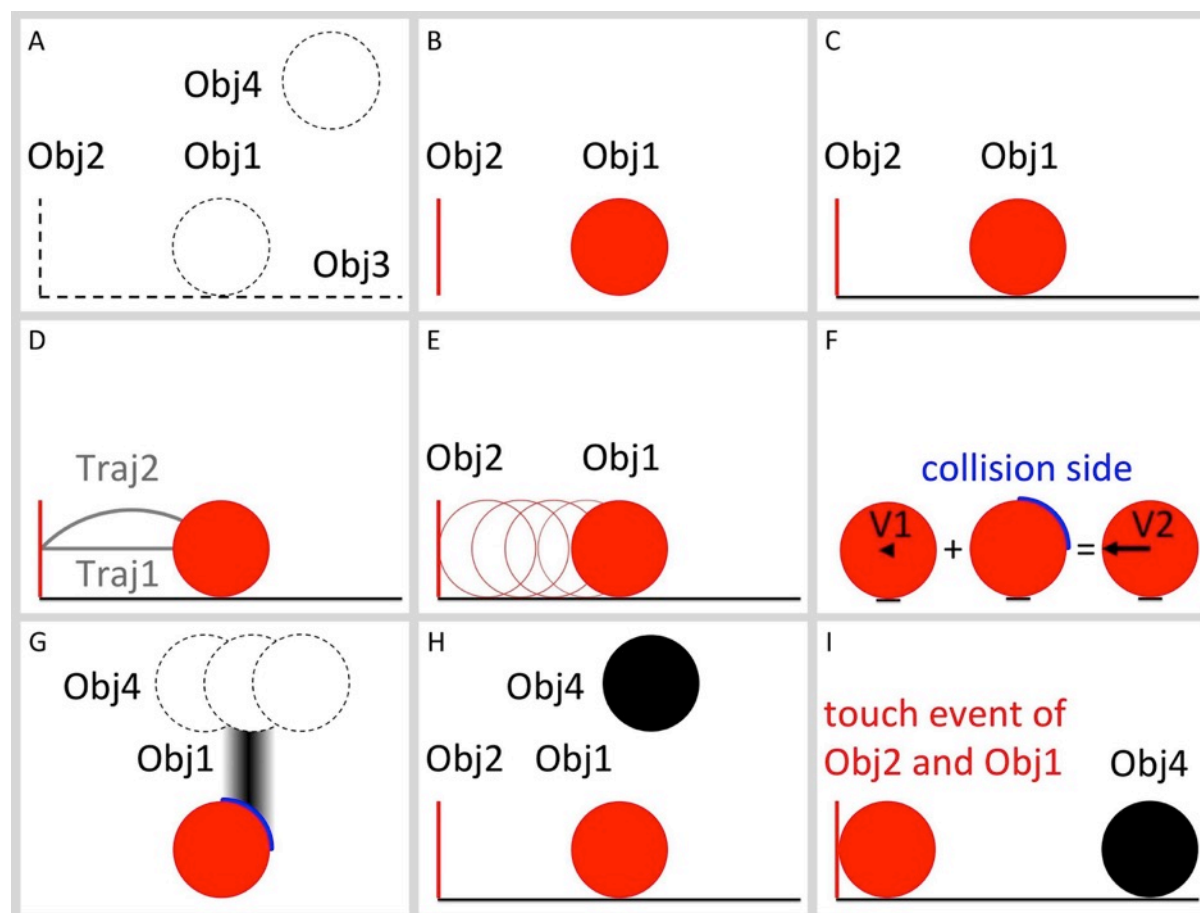 A
Obj4
Obj2 Obj1
Obj3
B
Obj2 Obj1
C
Obj2 Obj1
D
Traj2
Traj1
E
Obj2 Obj1
F
collision side
V1 + = V2
G
Obj4
Obj1
H
Obj4
Obj2 Obj1
I
touch event of
Obj2 and Obj1 Obj4